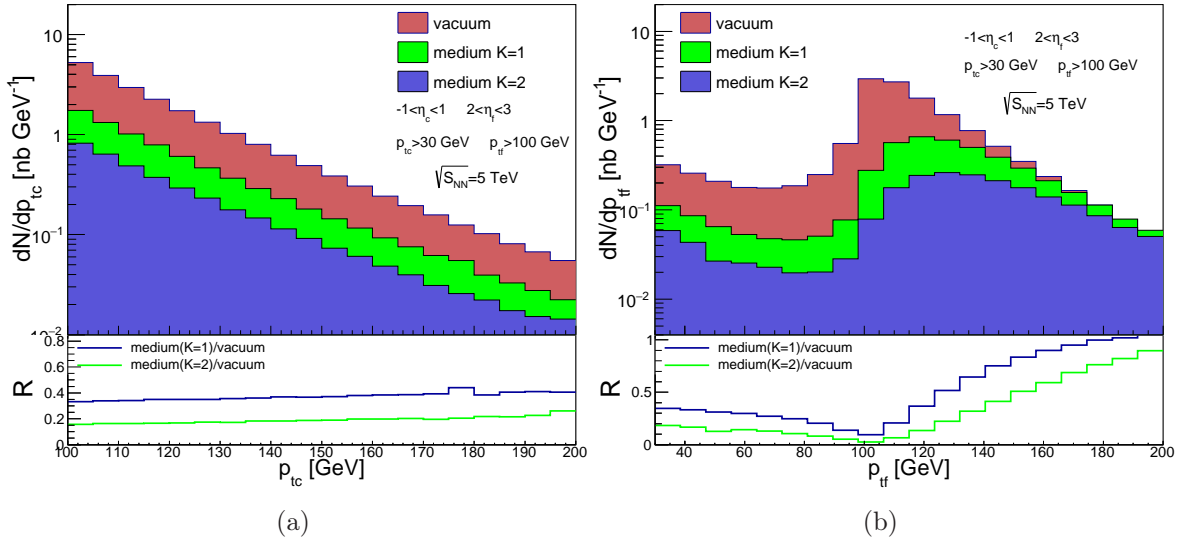 10
1
10⁻¹
10⁻²
dN/dp_tc [nb GeV⁻¹]
vacuum
medium K=1
medium K=2
-1<η_c<1 2<η_f<3
p_tc>30 GeV p_tf>100 GeV
√S_NN=5 TeV
0.8
0.6
0.4
0.2
0
R
medium(K=1)/vacuum
medium(K=2)/vacuum
100 110 120 130 140 150 160 170 180 190 200
p_tc [GeV]
(a)
10
1
10⁻¹
10⁻²
dN/dp_tf [nb GeV⁻¹]
vacuum
medium K=1
medium K=2
-1<η_c<1 2<η_f<3
p_tc>30 GeV p_tf>100 GeV
√S_NN=5 TeV
1
0.5
0
R
medium(K=1)/vacuum
medium(K=2)/vacuum
40 60 80 100 120 140 160 180 200
p_tf [GeV]
(b)